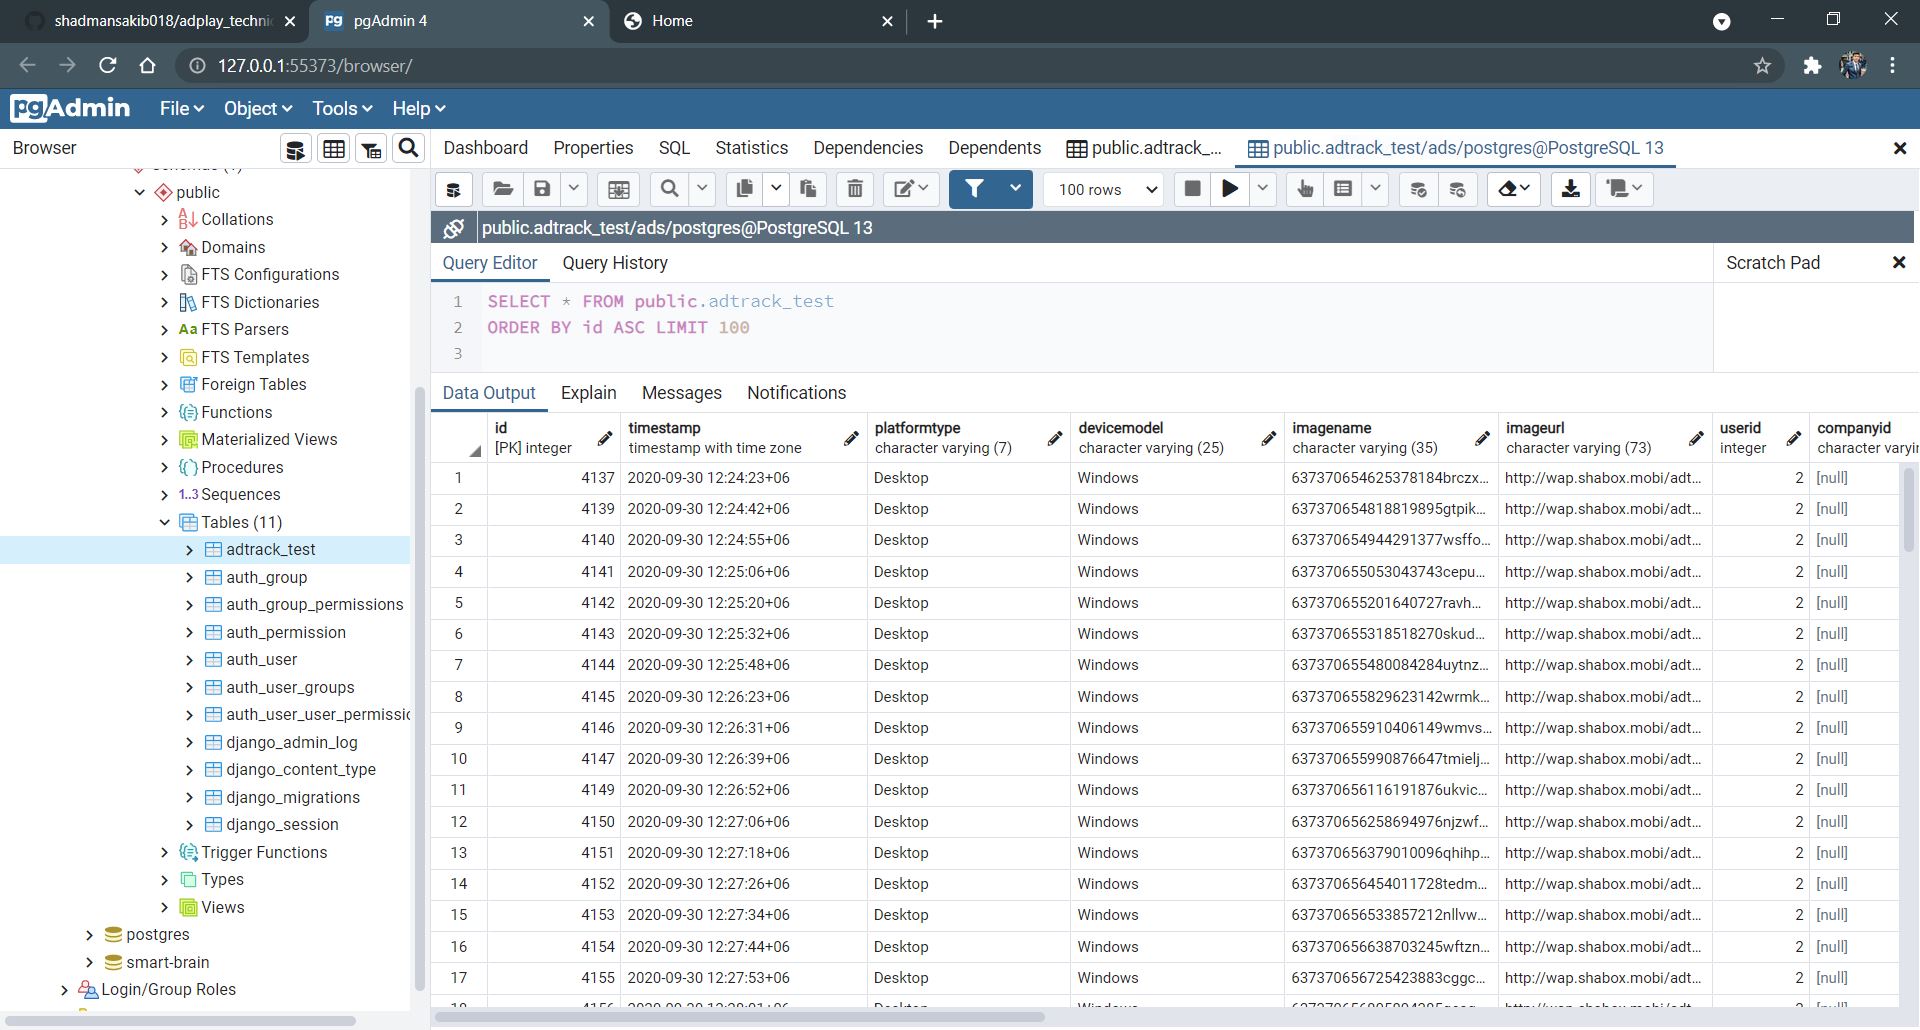 shadmansakib018/adplay_technic
pgAdmin 4
Home
127.0.0.1:55373/browser/
pgAdmin
File
Object
Tools
Help
Browser
Dashboard
Properties
SQL
Statistics
Dependencies
Dependents
public.adtrack_...
public.adtrack_test/ads/postgres@PostgreSQL 13
100 rows
public.adtrack_test/ads/postgres@PostgreSQL 13
Query Editor
Query History
Scratch Pad
1 SELECT * FROM public.adtrack_test
2 ORDER BY id ASC LIMIT 100
3
public
Collations
Domains
FTS Configurations
FTS Dictionaries
Aa FTS Parsers
FTS Templates
Foreign Tables
Functions
Materialized Views
Procedures
1..3 Sequences
Tables (11)
adtrack_test
auth_group
auth_group_permissions
auth_permission
auth_user
auth_user_groups
auth_user_user_permissic
django_admin_log
django_content_type
django_migrations
django_session
Trigger Functions
Types
Views
postgres
smart-brain
Login/Group Roles
Data Output
Explain
Messages
Notifications
id timestamp platformtype devicemodel imagename imageurl userid companyid
[PK] integer timestamp with time zone character varying (7) character varying (25) character varying (35) character varying (73) integer character varyin
1 4137 2020-09-30 12:24:23+06 Desktop Windows 637370654625378184brczx... http://wap.shabox.mobi/adt... 2 [null]
2 4139 2020-09-30 12:24:42+06 Desktop Windows 637370654818819895gtpik... http://wap.shabox.mobi/adt... 2 [null]
3 4140 2020-09-30 12:24:55+06 Desktop Windows 637370654944291377wsffo... http://wap.shabox.mobi/adt... 2 [null]
4 4141 2020-09-30 12:25:06+06 Desktop Windows 637370655053043743cepu... http://wap.shabox.mobi/adt... 2 [null]
5 4142 2020-09-30 12:25:20+06 Desktop Windows 637370655201640727ravh... http://wap.shabox.mobi/adt... 2 [null]
6 4143 2020-09-30 12:25:32+06 Desktop Windows 637370655318518270skud... http://wap.shabox.mobi/adt... 2 [null]
7 4144 2020-09-30 12:25:48+06 Desktop Windows 637370655480084284uytnz... http://wap.shabox.mobi/adt... 2 [null]
8 4145 2020-09-30 12:26:23+06 Desktop Windows 637370655829623142wrmk... http://wap.shabox.mobi/adt... 2 [null]
9 4146 2020-09-30 12:26:31+06 Desktop Windows 637370655910406149wmvs... http://wap.shabox.mobi/adt... 2 [null]
10 4147 2020-09-30 12:26:39+06 Desktop Windows 637370655990876647tmielj... http://wap.shabox.mobi/adt... 2 [null]
11 4149 2020-09-30 12:26:52+06 Desktop Windows 637370656116191876ukvic... http://wap.shabox.mobi/adt... 2 [null]
12 4150 2020-09-30 12:27:06+06 Desktop Windows 637370656258694976njzwf... http://wap.shabox.mobi/adt... 2 [null]
13 4151 2020-09-30 12:27:18+06 Desktop Windows 637370656379010096qhihp... http://wap.shabox.mobi/adt... 2 [null]
14 4152 2020-09-30 12:27:26+06 Desktop Windows 637370656454011728tedm... http://wap.shabox.mobi/adt... 2 [null]
15 4153 2020-09-30 12:27:34+06 Desktop Windows 637370656533857212nllvw... http://wap.shabox.mobi/adt... 2 [null]
16 4154 2020-09-30 12:27:44+06 Desktop Windows 637370656638703245wftzn... http://wap.shabox.mobi/adt... 2 [null]
17 4155 2020-09-30 12:27:53+06 Desktop Windows 637370656725423883cggc... http://wap.shabox.mobi/adt... 2 [null]